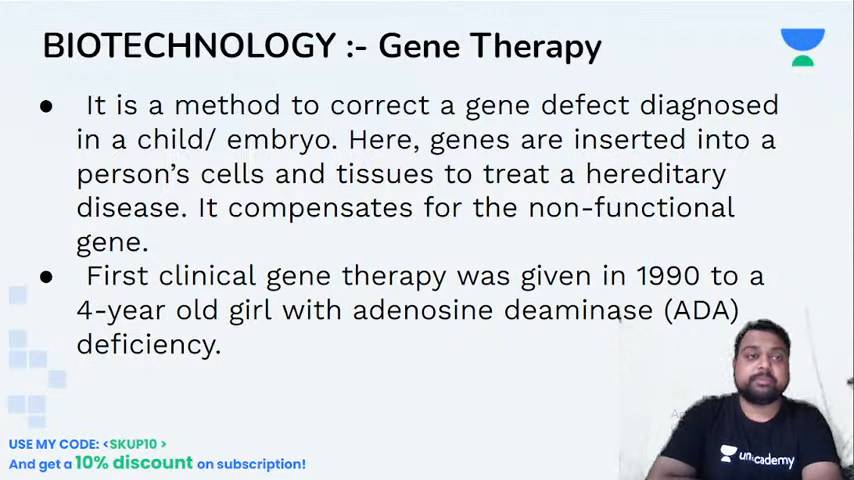 BIOTECHNOLOGY :- Gene Therapy
● It is a method to correct a gene defect diagnosed
in a child/ embryo. Here, genes are inserted into a
person's cells and tissues to treat a hereditary
disease. It compensates for the non-functional
gene.
● First clinical gene therapy was given in 1990 to a
4-year old girl with adenosine deaminase (ADA)
deficiency.
USE MY CODE: <SKUP10 >
And get a 10% discount on subscription!
unacademy